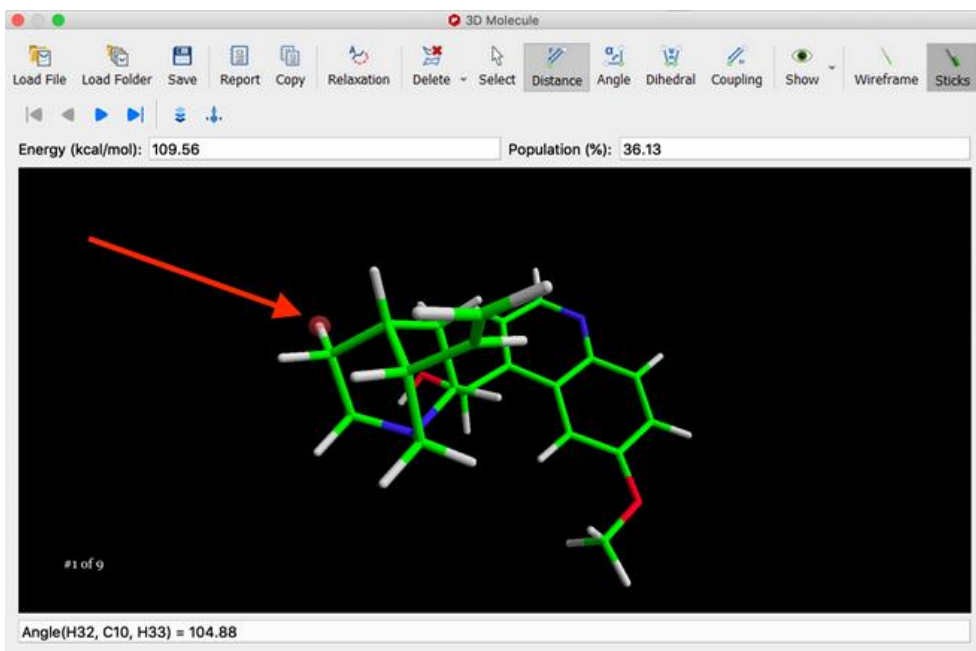 3D Molecule
Load File Load Folder Save Report Copy Relaxation Delete Select Distance Angle Dihedral Coupling Show Wireframe Sticks
Energy (kcal/mol): 109.56 Population (%): 36.13
#1 of 9
Angle(H32, C10, H33) = 104.88